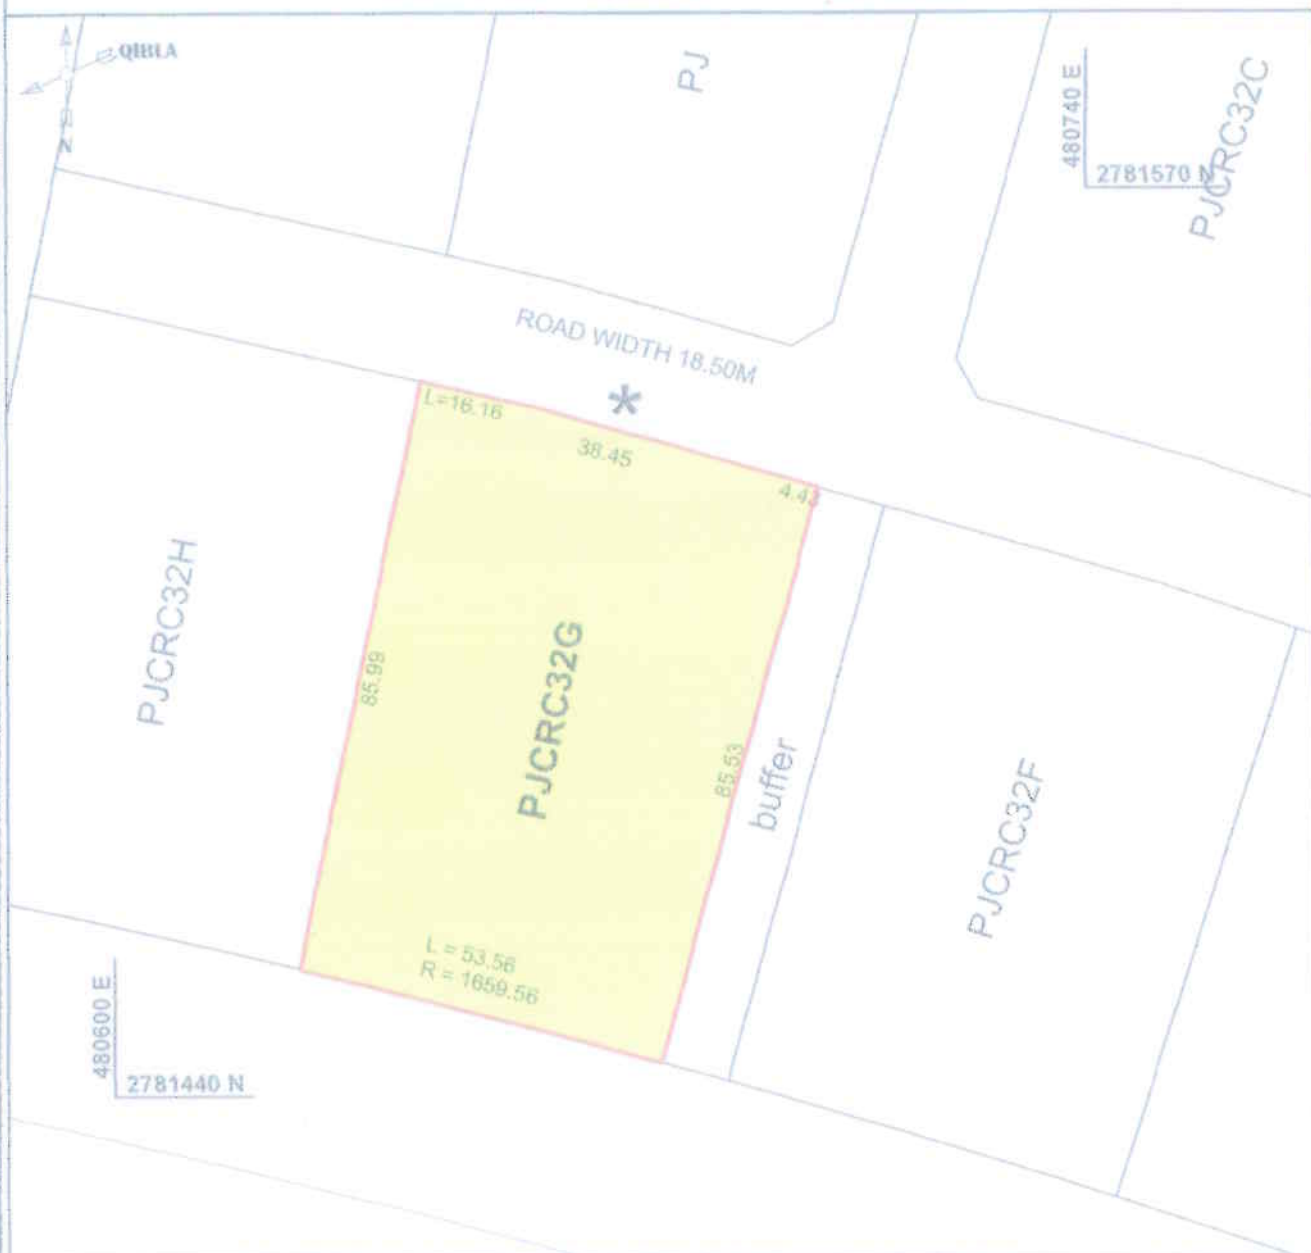 QIBLA
N
PJ
480740 E
2781570 N
PJCRC32C
ROAD WIDTH 18.50M
*
L=16.16
38.45
4.43
PJCRC32H
85.99
PJCRC32G
85.53
buffer
PJCRC32F
L = 53.56
R = 1659.56
480600 E
2781440 N